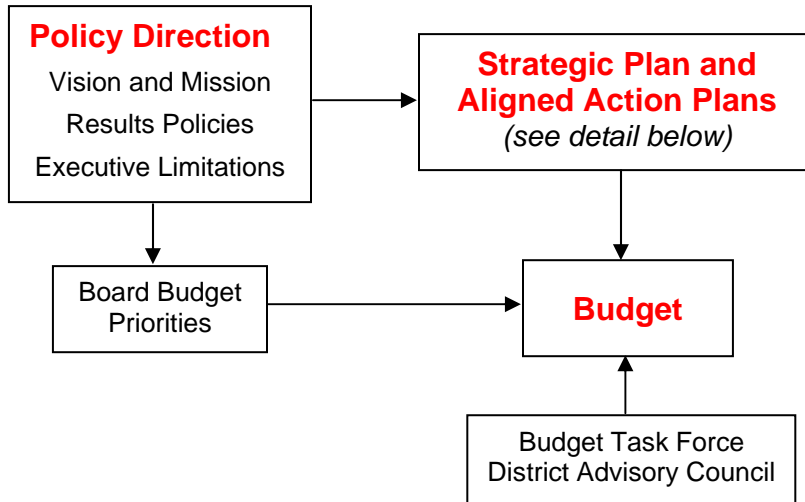 Policy Direction
Vision and Mission
Results Policies
Executive Limitations
Strategic Plan and
Aligned Action Plans
(see detail below)
Board Budget
Priorities
Budget
Budget Task Force
District Advisory Council